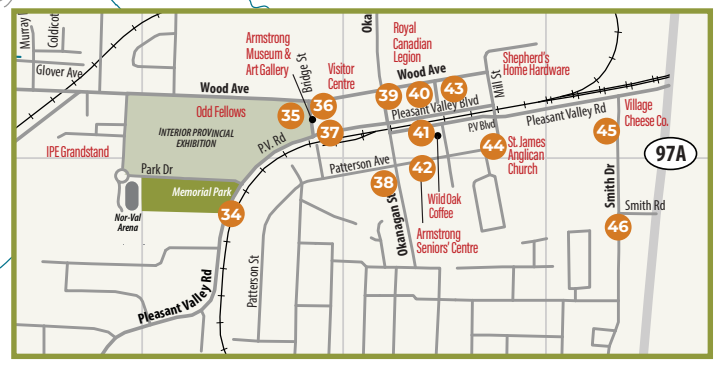 Murray
Coldicot
Glover Ave
Wood Ave
Armstrong
Museum &
Art Gallery
Bridge St
Visitor
Centre
Oka
Royal
Canadian
Legion
Wood Ave
Mill St
Shepherd's
Home Hardware
Odd Fellows
35
36
37
39
40
43
Pleasant Valley Blvd
INTERIOR PROVINCIAL
EXHIBITION
P.V. Rd
IPE Grandstand
41
P.V Blvd
44
Pleasant Valley Rd
45
Village
Cheese Co.
97A
St. James
Anglican
Church
Park Dr
Memorial Park
Nor-Val
Arena
34
Patterson Ave
38
42
Wild Oak
Coffee
Armstrong
Seniors' Centre
Okanagan St
Smith Dr
Smith Rd
46
Patterson St
Pleasant Valley Rd